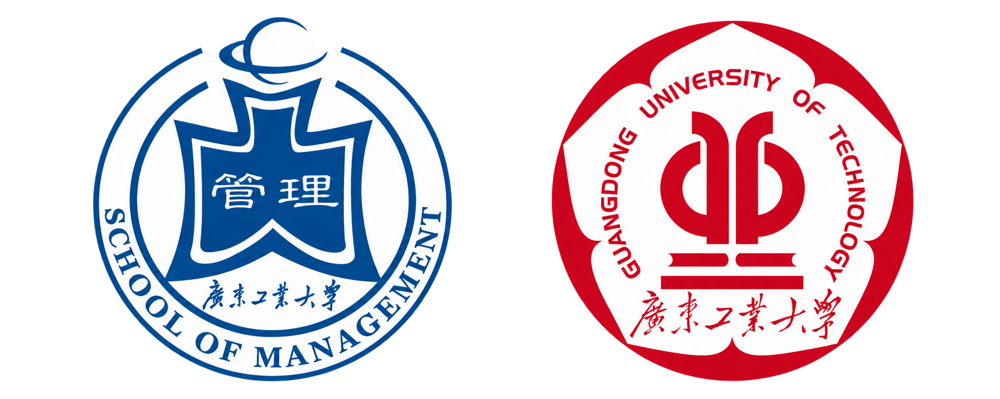 管理
廣東工業大學
SCHOOL OF MANAGEMENT
GUANGDONG UNIVERSITY OF TECHNOLOGY
廣東工業大學